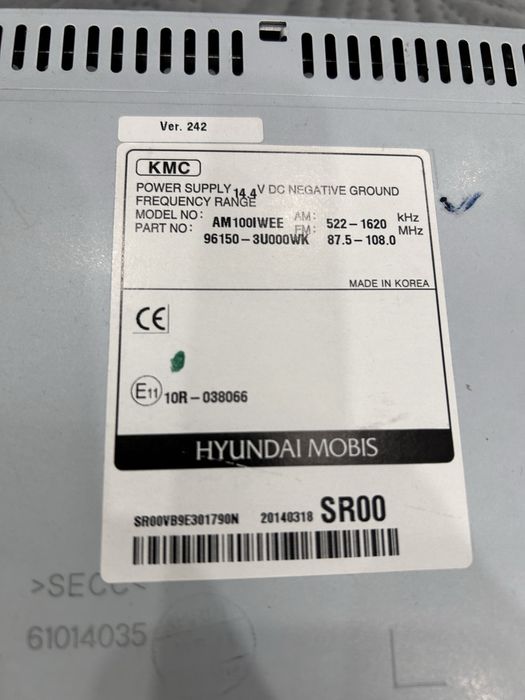 Ver. 242
KMC
POWER SUPPLY 14.4V DC NEGATIVE GROUND
FREQUENCY RANGE
MODEL NO: AM100IWEE AM: 522-1620 kHz
PART NO: 96150-3U000WK FM: 87.5-108.0 MHz
MADE IN KOREA
CE
E11 10R-038066
HYUNDAI MOBIS
SR00VB9E301790N 20140318 SR00
>SECC<
61014035